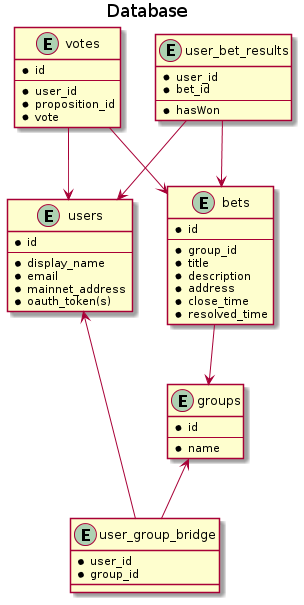 Database
E votes
id
user_id
proposition_id
vote
E user_bet_results
user_id
bet_id
hasWon
E users
id
display_name
email
mainnet_address
oauth_token(s)
E bets
id
group_id
title
description
address
close_time
resolved_time
E groups
id
name
E user_group_bridge
user_id
group_id